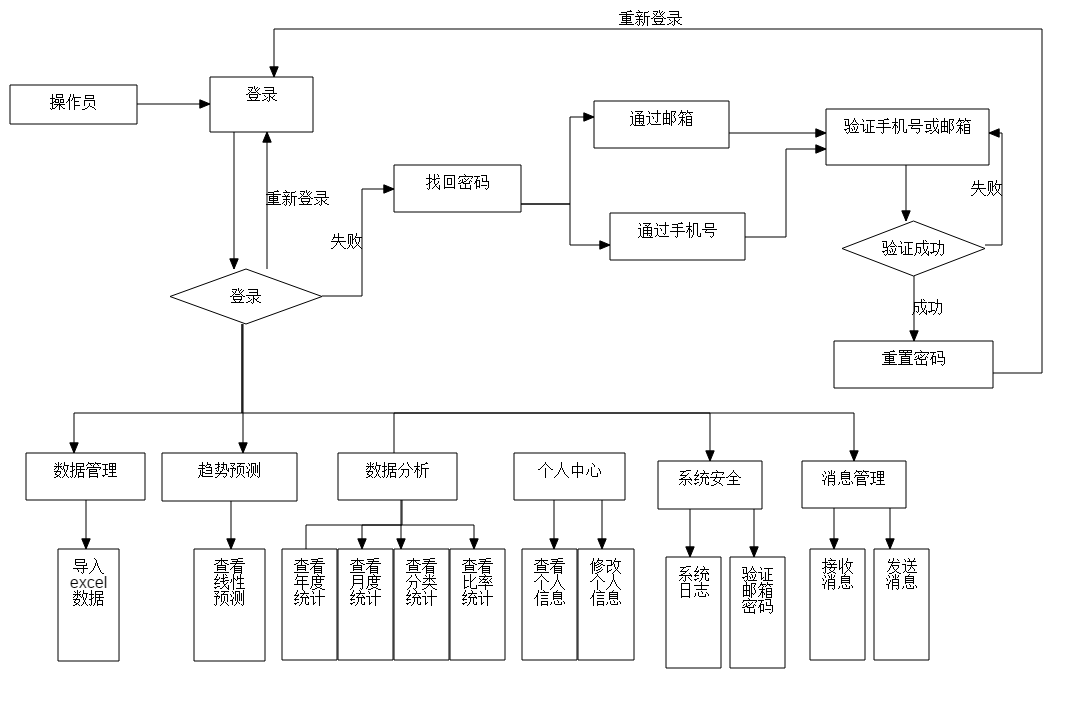 重新登录
操作员
登录
通过邮箱
验证手机号或邮箱
找回密码
重新登录
失败
失败
通过手机号
验证成功
登录
成功
重置密码
数据管理
趋势预测
数据分析
个人中心
系统安全
消息管理
导入
excel
数据
查看
线性
预测
查看
年度
统计
查看
月度
统计
查看
分类
统计
查看
比率
统计
查看
个人
信息
修改
个人
信息
系统
日志
验证
邮箱
密码
接收
消息
发送
消息